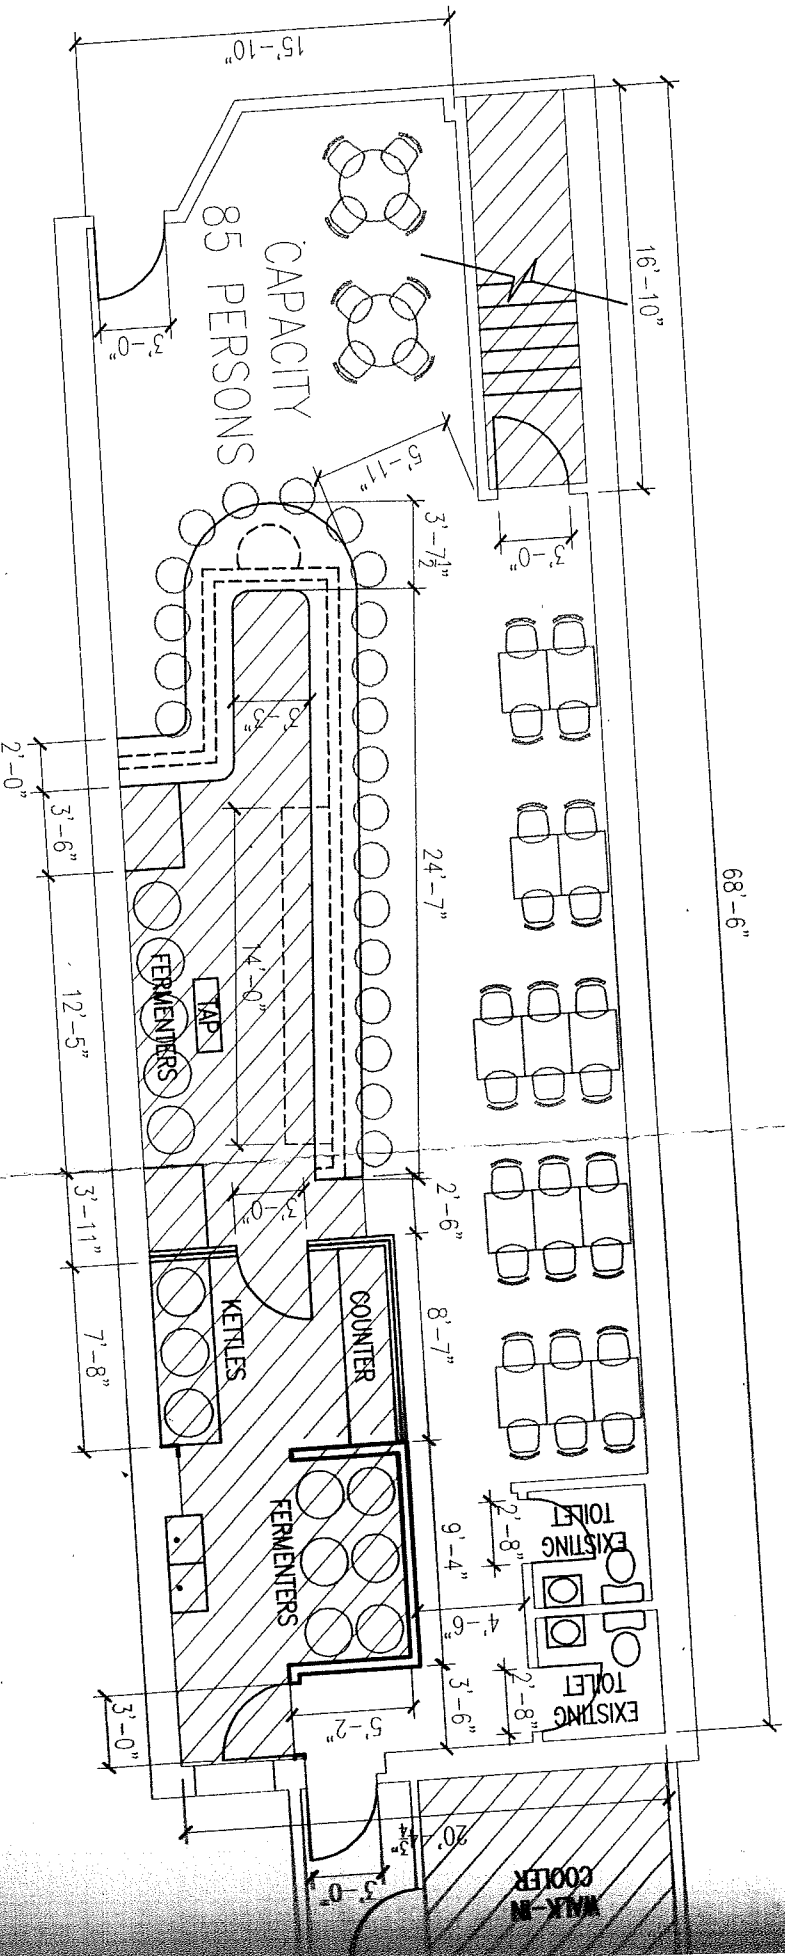 15'-10"
16'-10"
CAPACITY
85 PERSONS
3'-0"
5'-11"
3'-7½"
3'-0"
3'-3"
2'-0"
3'-6"
24'-7"
68'-6"
14'-0"
TAP
FERMENTERS
12'-5"
3'-0"
2'-6"
3'-11"
KETTLES
COUNTER
8'-7"
7'-8"
FERMENTERS
9'-4"
2'-8"
EXISTING
TOILET
4'-6"
EXISTING
TOILET
2'-8"
3'-6"
5'-2"
3'-0"
20'-4¾"
3'-0"
WALK-IN
COOLER